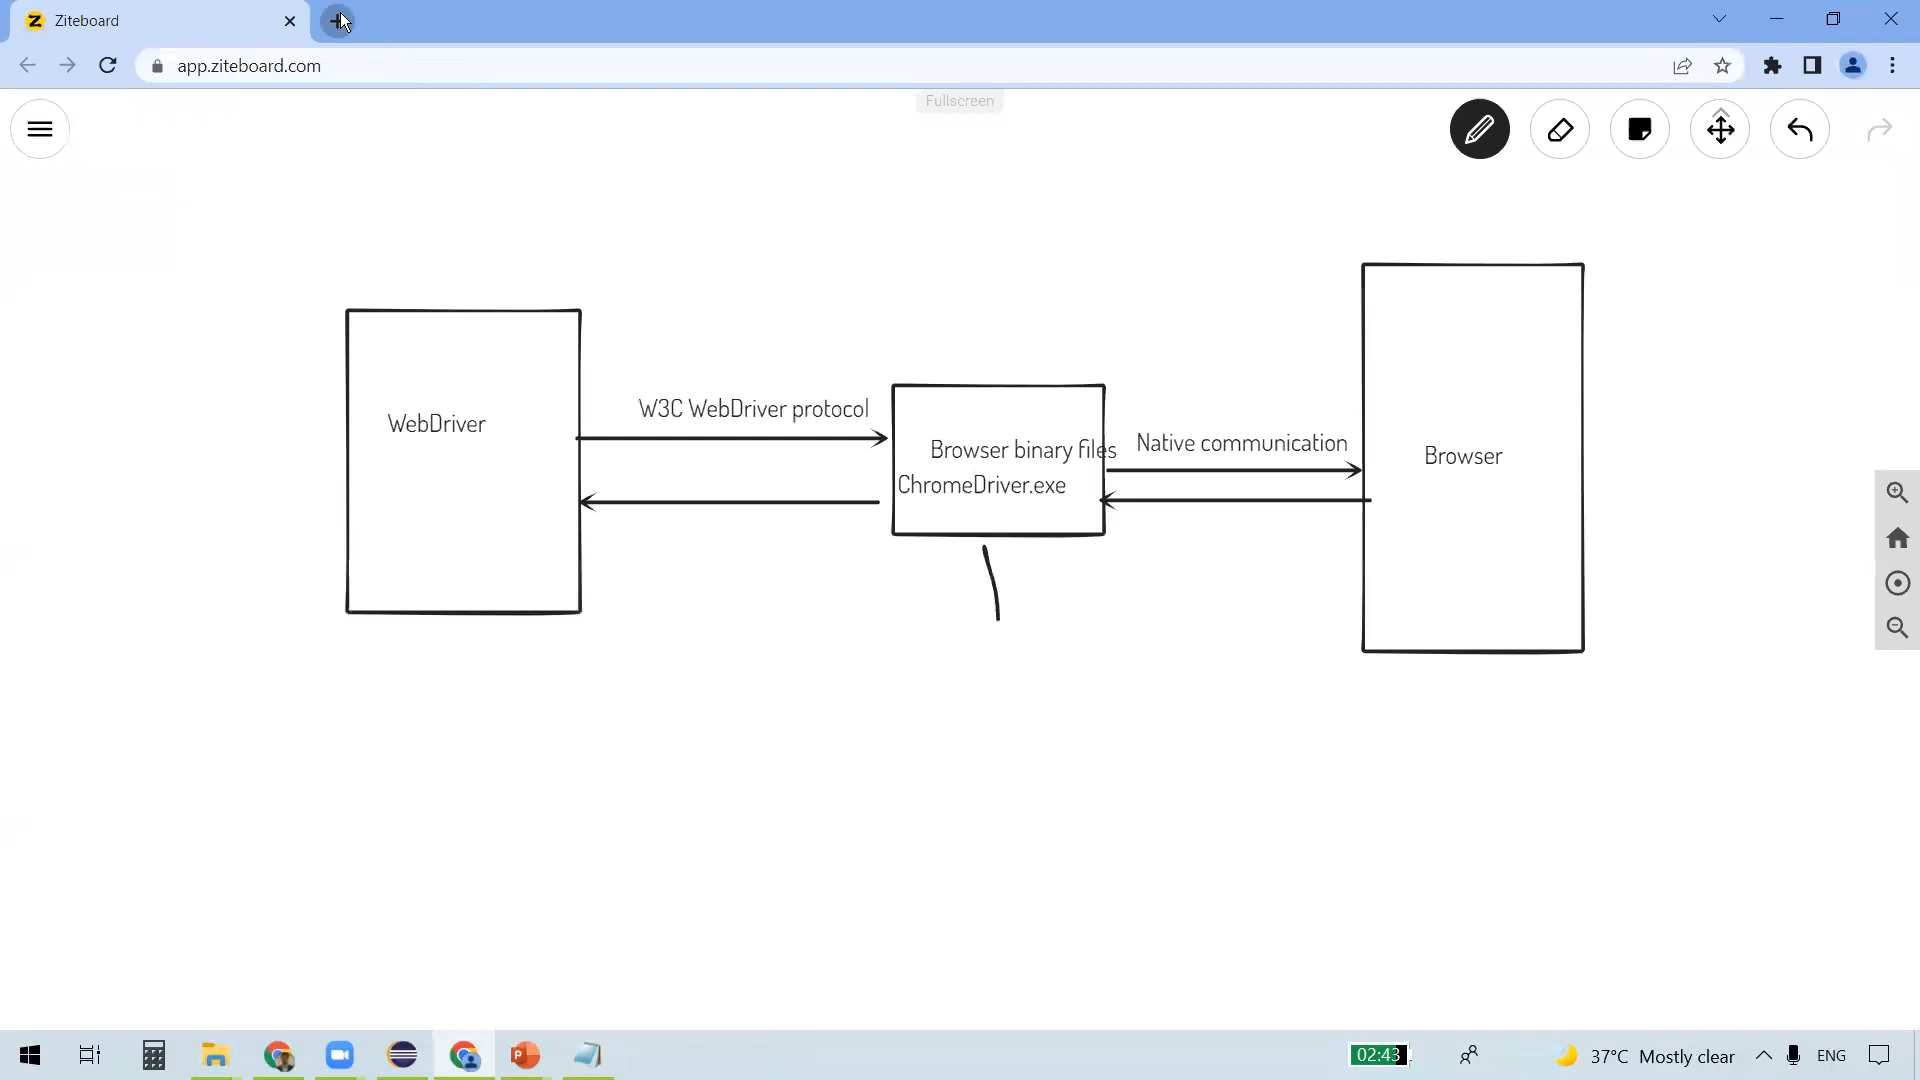 Ziteboard
app.ziteboard.com
Fullscreen
WebDriver
W3C WebDriver protocol
Browser binary files
ChromeDriver.exe
Native communication
Browser
02:43
37°C Mostly clear
ENG